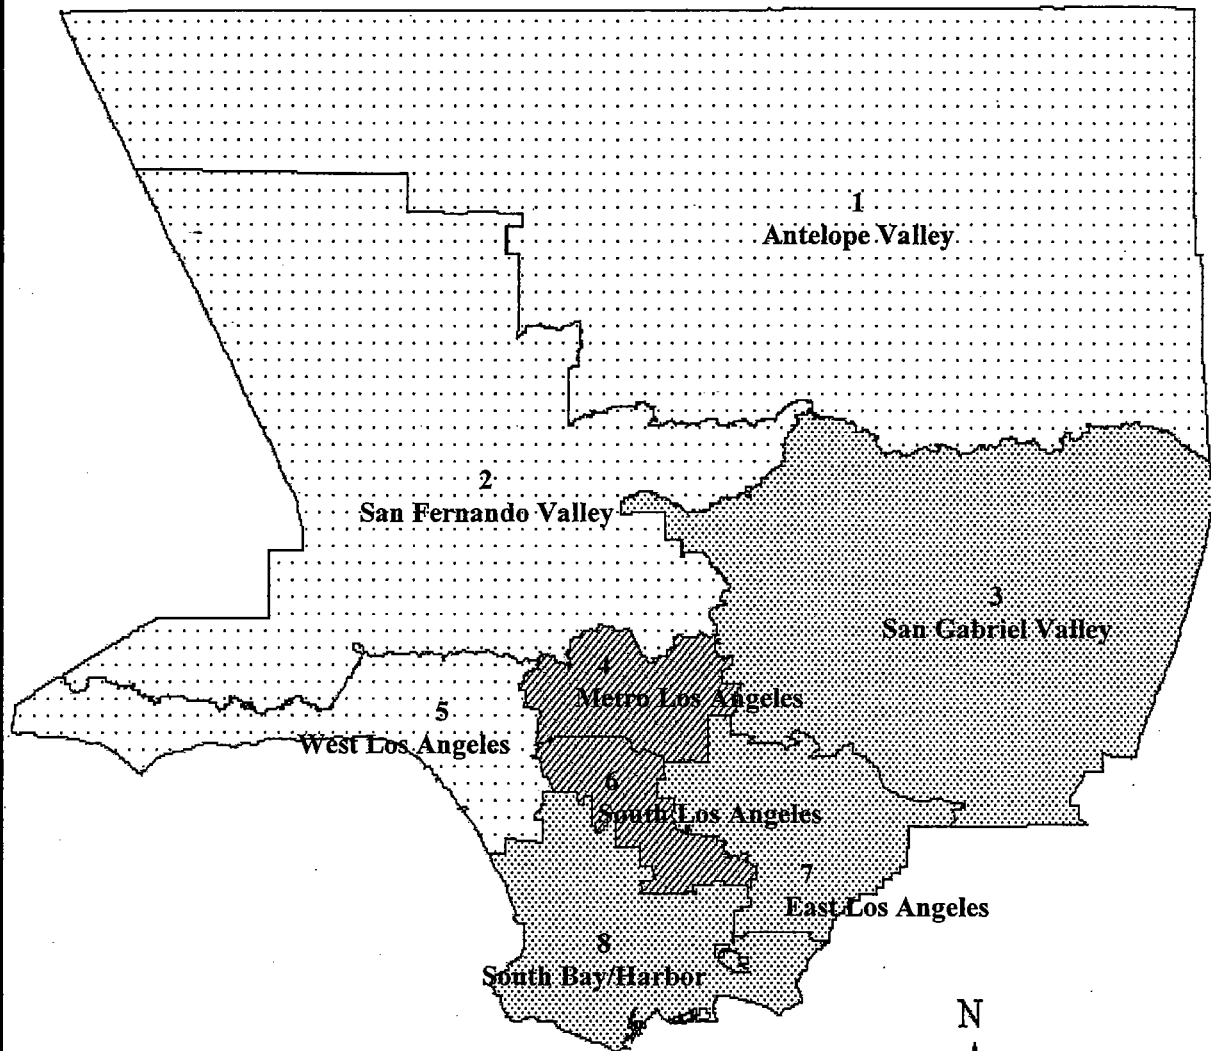 1
Antelope Valley
2
San Fernando Valley
3
San Gabriel Valley
4
Metro Los Angeles
5
West Los Angeles
6
South Los Angeles
7
East Los Angeles
8
South Bay/Harbor
N